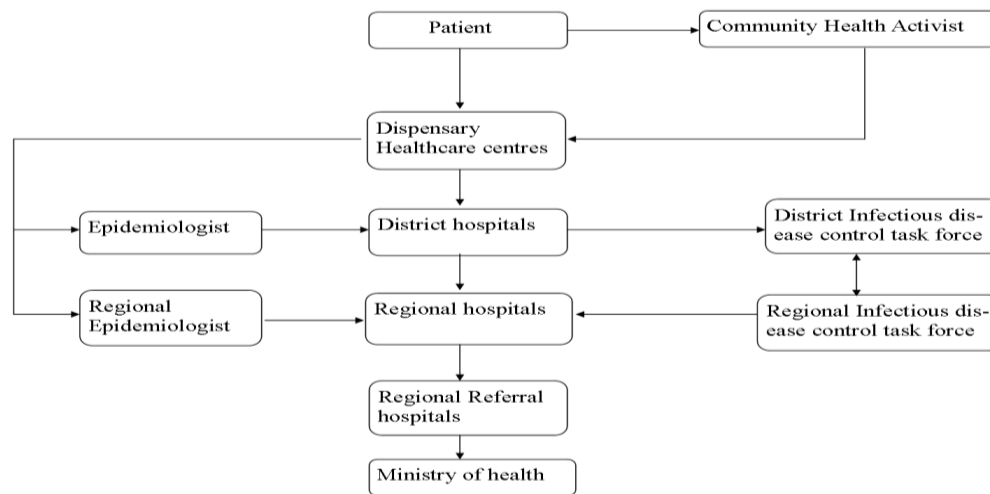 Patient
Community Health Activist
Dispensary
Healthcare centres
Epidemiologist
District hospitals
District Infectious dis-
ease control task force
Regional
Epidemiologist
Regional hospitals
Regional Infectious dis-
ease control task force
Regional Referral
hospitals
Ministry of health